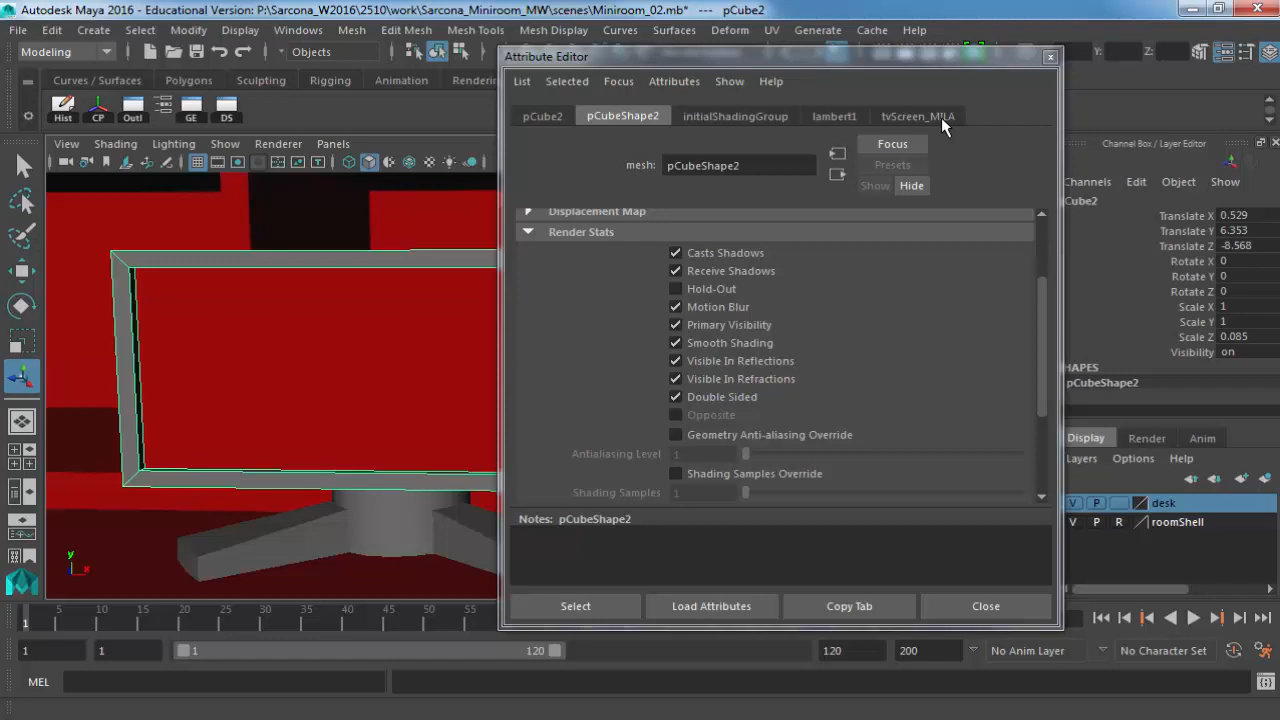 Autodesk Maya 2016 - Educational Version: P:\Sarcona_W2016\2510\work\Sarcona_Miniroom_MW\scenes\Miniroom_02.mb* --- pCube2
File Edit Create Select Modify Display Windows Mesh Edit Mesh Mesh Tools Mesh Display Curves Surfaces Deform UV Generate Cache Help
Modeling Objects Y: Z:
Attribute Editor
Curves / Surfaces Polygons Sculpting Rigging Animation
List Selected Focus Attributes Show Help
Hist CP Outl GE DS
pCube2 pCubeShape2 initialShadingGroup lambert1 tvScreen_MILA
View Shading Lighting Show Renderer Panels
Channel Box / Layer Editor
mesh: pCubeShape2 Focus
Presets
Show Hide
Channels Edit Object Show
Cube2
Translate X 0.529
Translate Y 6.353
Translate Z -8.568
Rotate X 0
Rotate Y 0
Rotate Z 0
Scale X 1
Scale Y 1
Scale Z 0.085
Visibility on
HAPES
pCubeShape2
Displacement Map
Render Stats
Casts Shadows
Receive Shadows
Hold-Out
Motion Blur
Primary Visibility
Smooth Shading
Visible In Reflections
Visible In Refractions
Double Sided
Opposite
Geometry Anti-aliasing Override
Antialiasing Level 1
Shading Samples Override
Shading Samples 1
Notes: pCubeShape2
Select Load Attributes Copy Tab Close
Display Render Anim
Layers Options Help
V P desk
V P R roomShell
y
x
5 10 15 20 25 30 35 40 45 50 55
1
1 1 1 120 120 200 No Anim Layer No Character Set
MEL